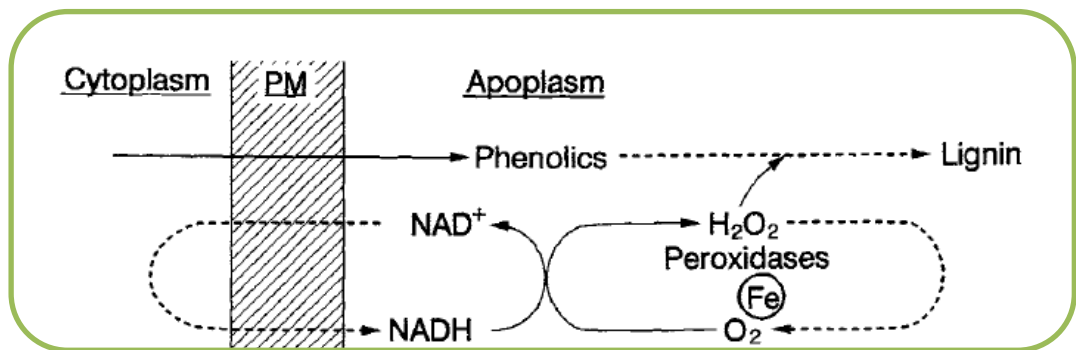 Cytoplasm PM Apoplasm
Phenolics Lignin
NAD⁺ H₂O₂
Peroxidases
Fe
NADH O₂